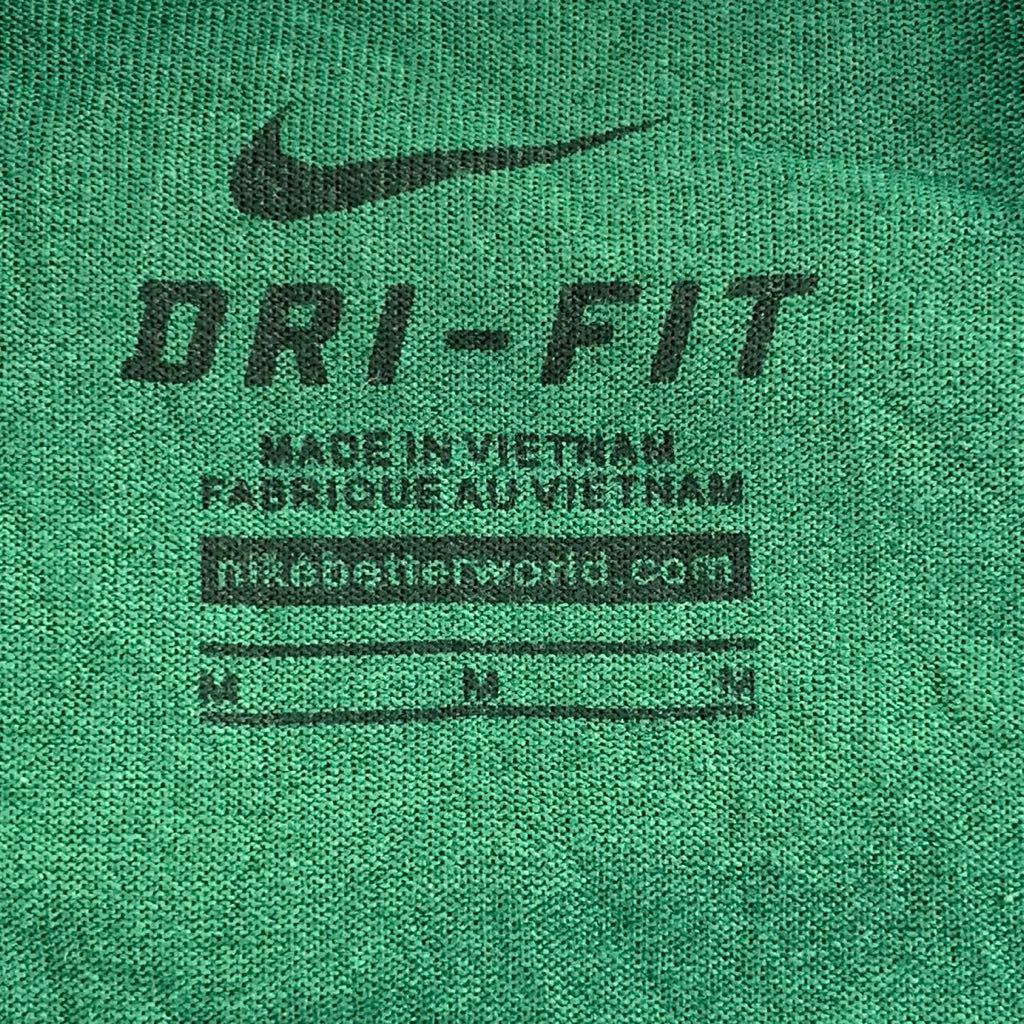 DRI-FIT
MADE IN VIETNAM
FABRIQUE AU VIETNAM
nikebetterworld.com
M M M